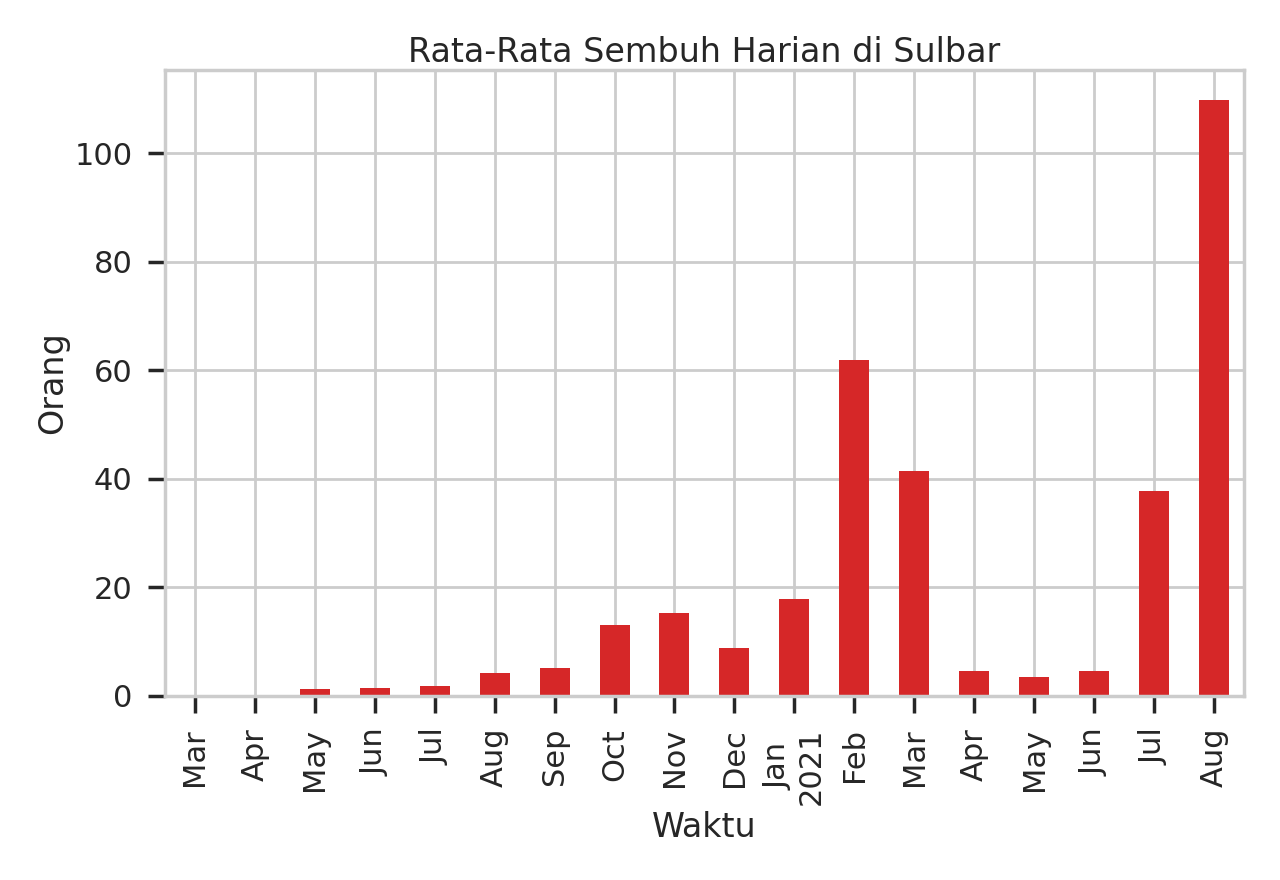 Rata-Rata Sembuh Harian di Sulbar
Orang
100
80
60
40
20
0
Mar
Apr
May
Jun
Jul
Aug
Sep
Oct
Nov
Dec
Jan
2021
Feb
Mar
Apr
May
Jun
Jul
Aug
Waktu